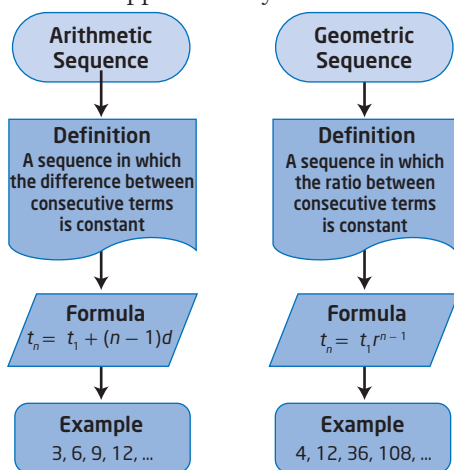 Arithmetic
Sequence
Definition
A sequence in which
the difference between
consecutive terms
is constant
Formula
tₙ = t₁ + (n − 1)d
Example
3, 6, 9, 12, ...
Geometric
Sequence
Definition
A sequence in which
the ratio between
consecutive terms
is constant
Formula
tₙ = t₁rⁿ⁻¹
Example
4, 12, 36, 108, ...